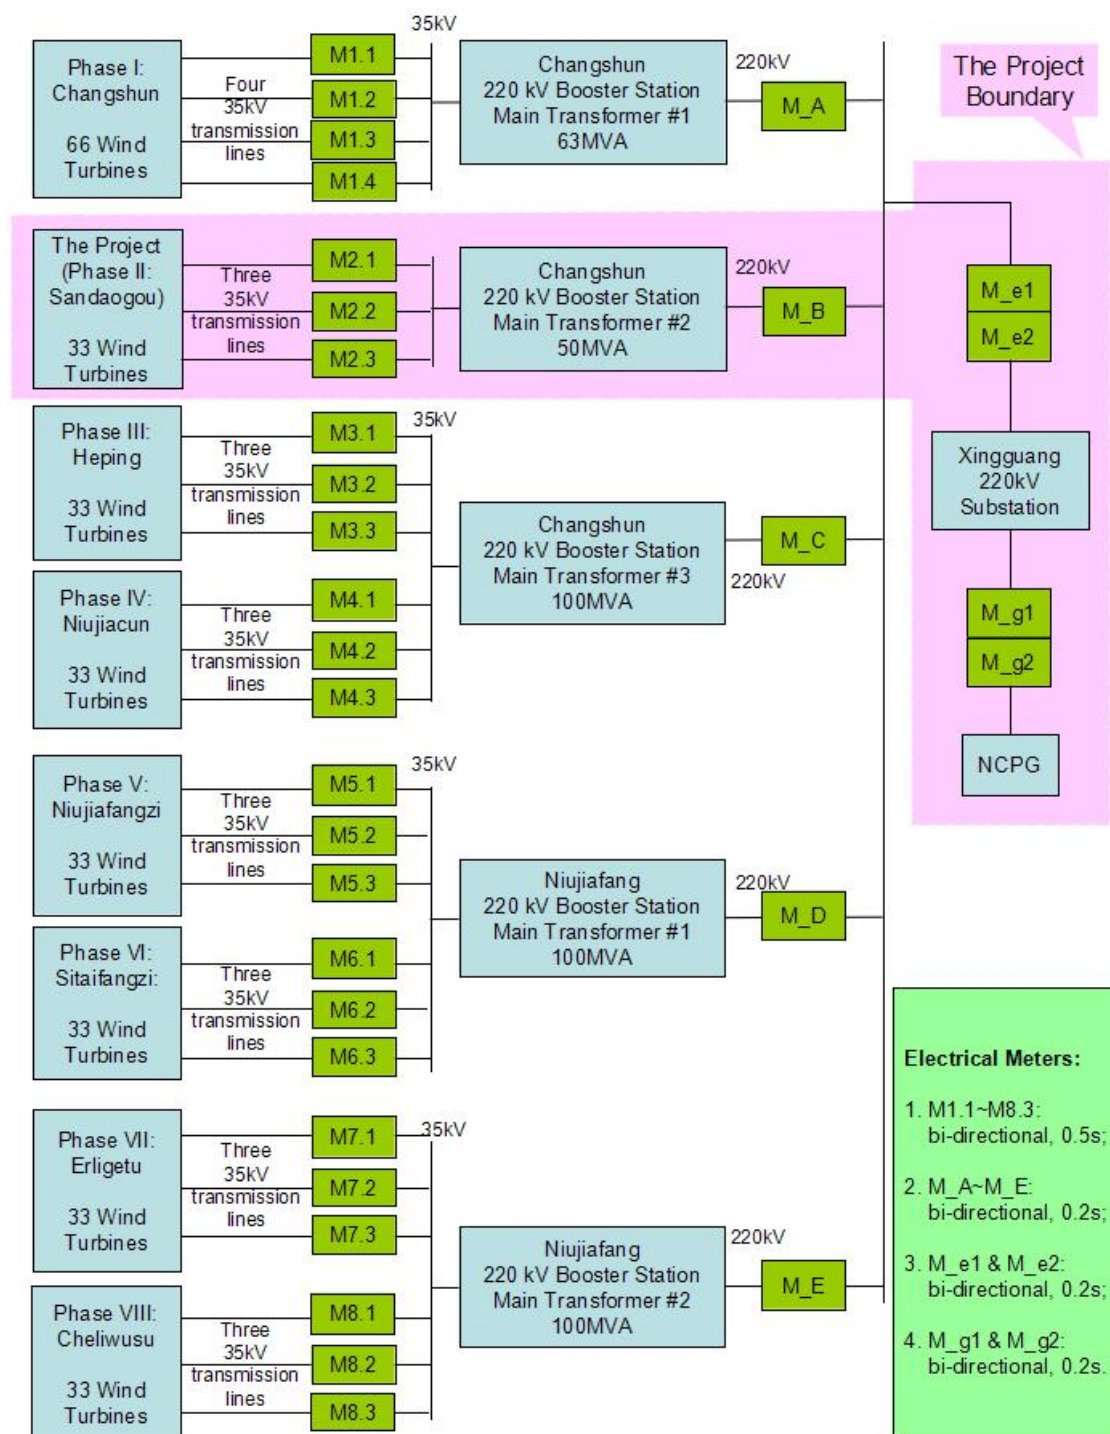 35kV
Phase I:
Changshun
66 Wind
Turbines
Four
35kV
transmission
lines
M1.1
M1.2
M1.3
M1.4
Changshun
220 kV Booster Station
Main Transformer #1
63MVA
220kV
M_A
The Project
Boundary
The Project
(Phase II:
Sandaogou)
33 Wind
Turbines
Three
35kV
transmission
lines
M2.1
M2.2
M2.3
Changshun
220 kV Booster Station
Main Transformer #2
50MVA
220kV
M_B
M_e1
M_e2
Xingguang
220kV
Substation
M_g1
M_g2
NCPG
Phase III:
Heping
33 Wind
Turbines
Three
35kV
transmission
lines
M3.1
M3.2
M3.3
35kV
Phase IV:
Niujiacun
33 Wind
Turbines
Three
35kV
transmission
lines
M4.1
M4.2
M4.3
Changshun
220 kV Booster Station
Main Transformer #3
100MVA
M_C
220kV
Phase V:
Niujiafangzi
33 Wind
Turbines
Three
35kV
transmission
lines
M5.1
M5.2
M5.3
35kV
Phase VI:
Sitaifangzi:
33 Wind
Turbines
Three
35kV
transmission
lines
M6.1
M6.2
M6.3
Niujiafang
220 kV Booster Station
Main Transformer #1
100MVA
220kV
M_D
Phase VII:
Erligetu
33 Wind
Turbines
Three
35kV
transmission
lines
M7.1
M7.2
M7.3
35kV
Phase VIII:
Cheliwusu
33 Wind
Turbines
Three
35kV
transmission
lines
M8.1
M8.2
M8.3
Niujiafang
220 kV Booster Station
Main Transformer #2
100MVA
220kV
M_E
Electrical Meters:
1. M1.1~M8.3:
bi-directional, 0.5s;
2. M_A~M_E:
bi-directional, 0.2s;
3. M_e1 & M_e2:
bi-directional, 0.2s;
4. M_g1 & M_g2:
bi-directional, 0.2s.